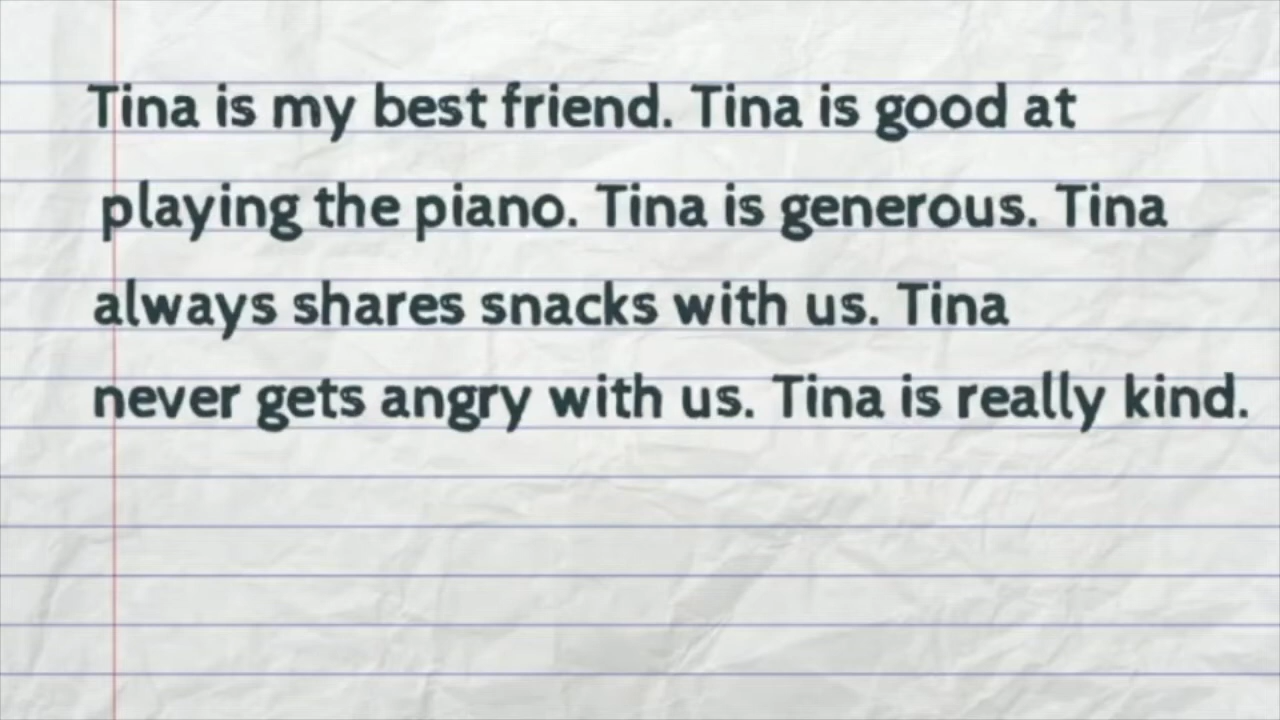 Tina is my best friend. Tina is good at
playing the piano. Tina is generous. Tina
always shares snacks with us. Tina
never gets angry with us. Tina is really kind.